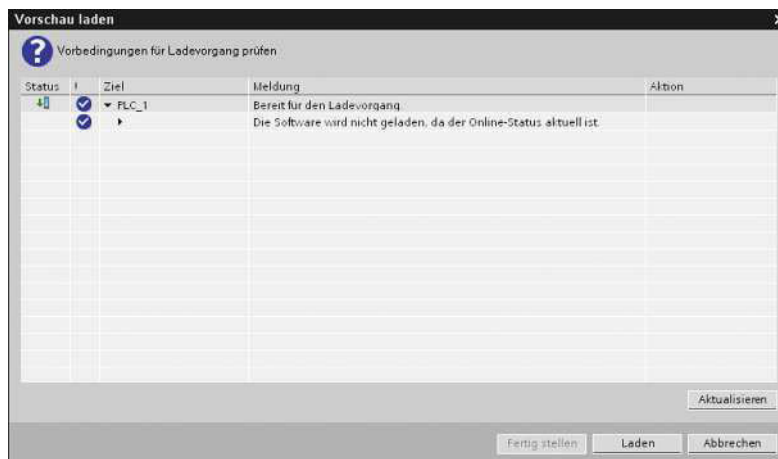 Vorschau laden
Vorbedingungen für Ladevorgang prüfen
Status ! Ziel Meldung Aktion
PLC_1 Bereit für den Ladevorgang.
Die Software wird nicht geladen, da der Online-Status aktuell ist.
Aktualisieren
Fertig stellen Laden Abbrechen